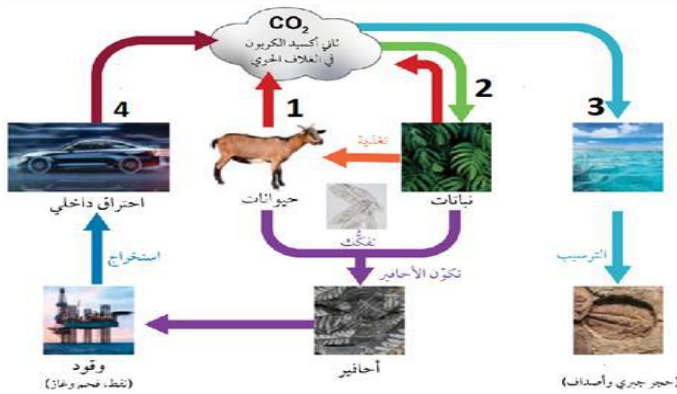 CO₂
ثاني أكسيد الكربون
في الغلاف الجوي
4
1
2
3
تغذية
احتراق داخلي
حيوانات
نباتات
تفكُّك
استخراج
تكوّن الأحافير
الترسيب
وقود
(نفط، فحم وغاز)
أحافير
(حجر جيري وأصداف)